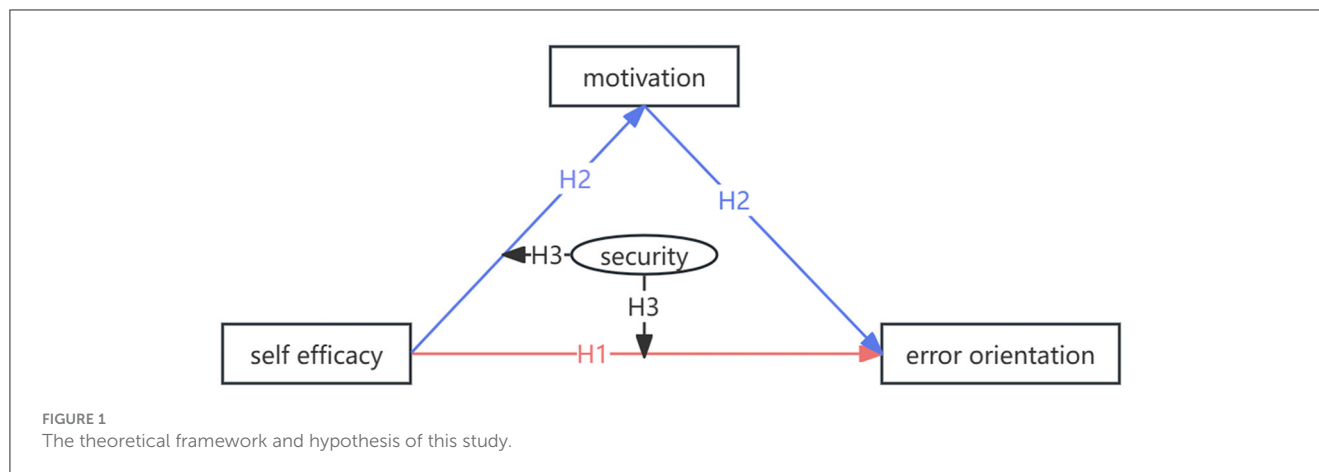 motivation
H2
H2
H3
security
H3
self efficacy
H1
error orientation
FIGURE 1
The theoretical framework and hypothesis of this study.